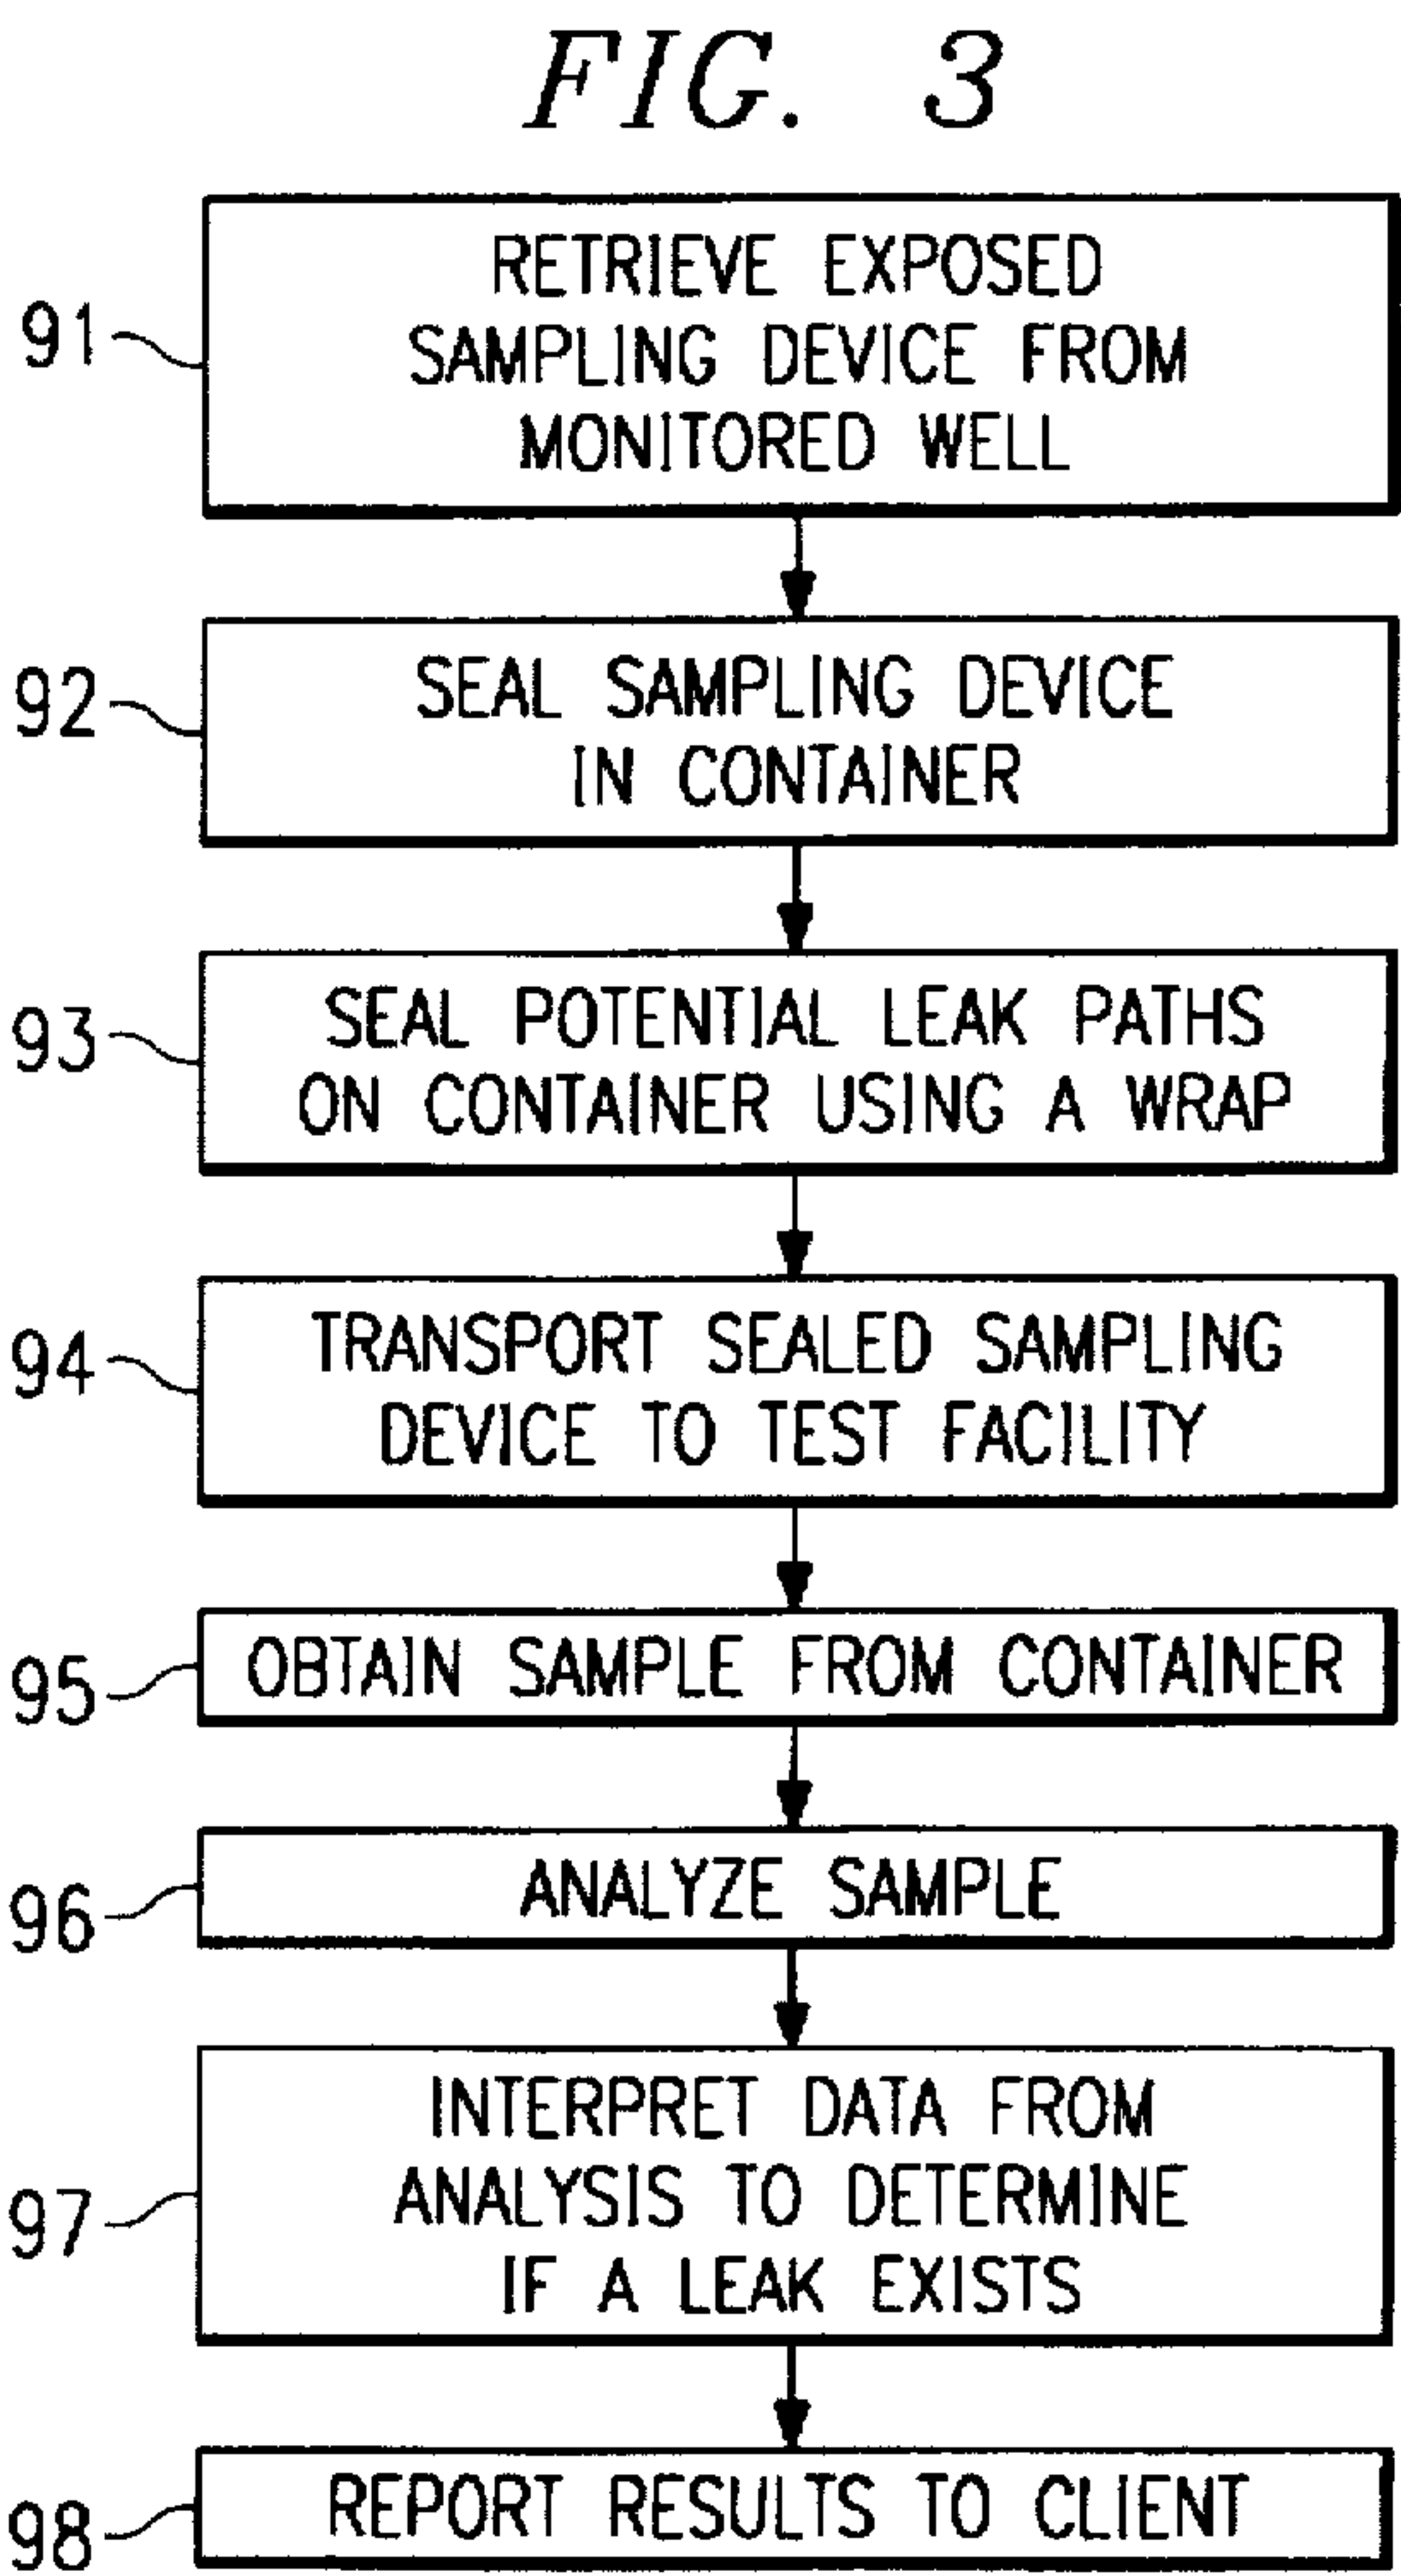 FIG. 3
91
RETRIEVE EXPOSED
SAMPLING DEVICE FROM
MONITORED WELL
92
SEAL SAMPLING DEVICE
IN CONTAINER
93
SEAL POTENTIAL LEAK PATHS
ON CONTAINER USING A WRAP
94
TRANSPORT SEALED SAMPLING
DEVICE TO TEST FACILITY
95
OBTAIN SAMPLE FROM CONTAINER
96
ANALYZE SAMPLE
97
INTERPRET DATA FROM
ANALYSIS TO DETERMINE
IF A LEAK EXISTS
98
REPORT RESULTS TO CLIENT